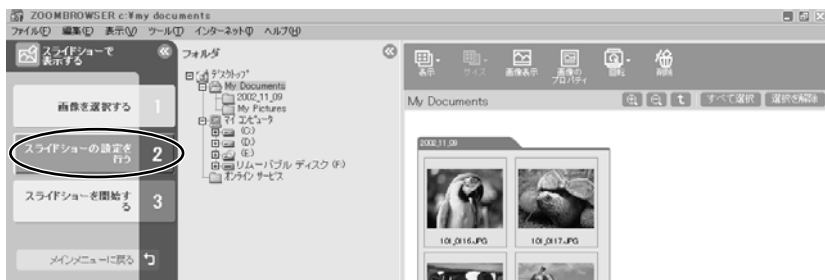 ZOOMBROWSER c:¥my documents
ファイル(F) 編集(E) 表示(V) ツール(T) インターネット(I) ヘルプ(H)
スライドショーで
表示する
画像を選択する 1
スライドショーの設定を
行う 2
スライドショーを開始す
る 3
メインメニューに戻る
フォルダ
デスクトップ
My Documents
2002_11_09
My Pictures
マイ コンピュータ
(C:)
(D:)
(E:)
リムーバブル ディスク (F:)
オンライン サービス
表示 サイズ 画像表示 画像の
プロパティ 回転 削除
My Documents すべて選択 選択を解除
2002_11_09
101_0116.JPG 101_0117.JPG